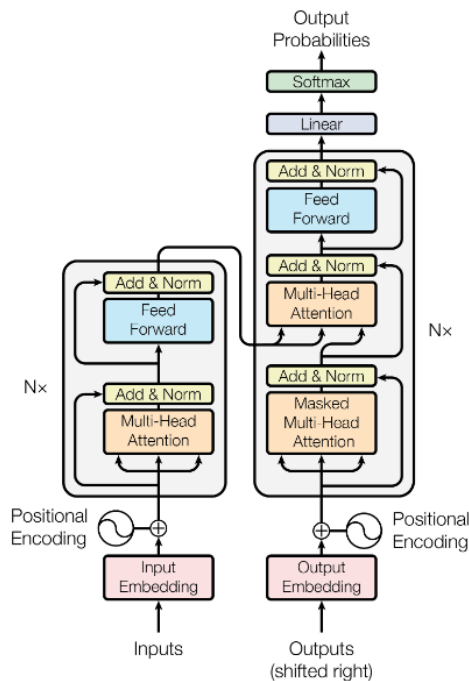 Output
Probabilities
Softmax
Linear
Add & Norm
Feed
Forward
Add & Norm
Multi-Head
Attention
Nx
Add & Norm
Masked
Multi-Head
Attention
Add & Norm
Feed
Forward
Nx
Add & Norm
Multi-Head
Attention
Positional
Encoding
Positional
Encoding
Input
Embedding
Output
Embedding
Inputs
Outputs
(shifted right)